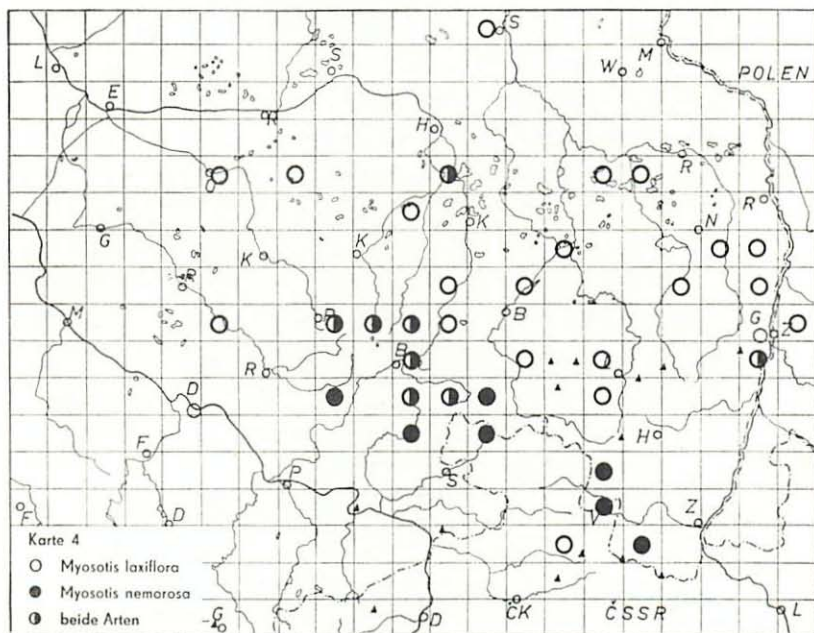 S
M
L
S
W
POLEN
E
R
H
O
R
R
K
N
G
K
K
P
M
P
B
G
Z
B
L
R
D
H
F
S
P
F
D
Z
Karte 4
○ Myosotis laxiflora
● Myosotis nemorosa
◐ beide Arten
G
D
ČK
ČSSR
L